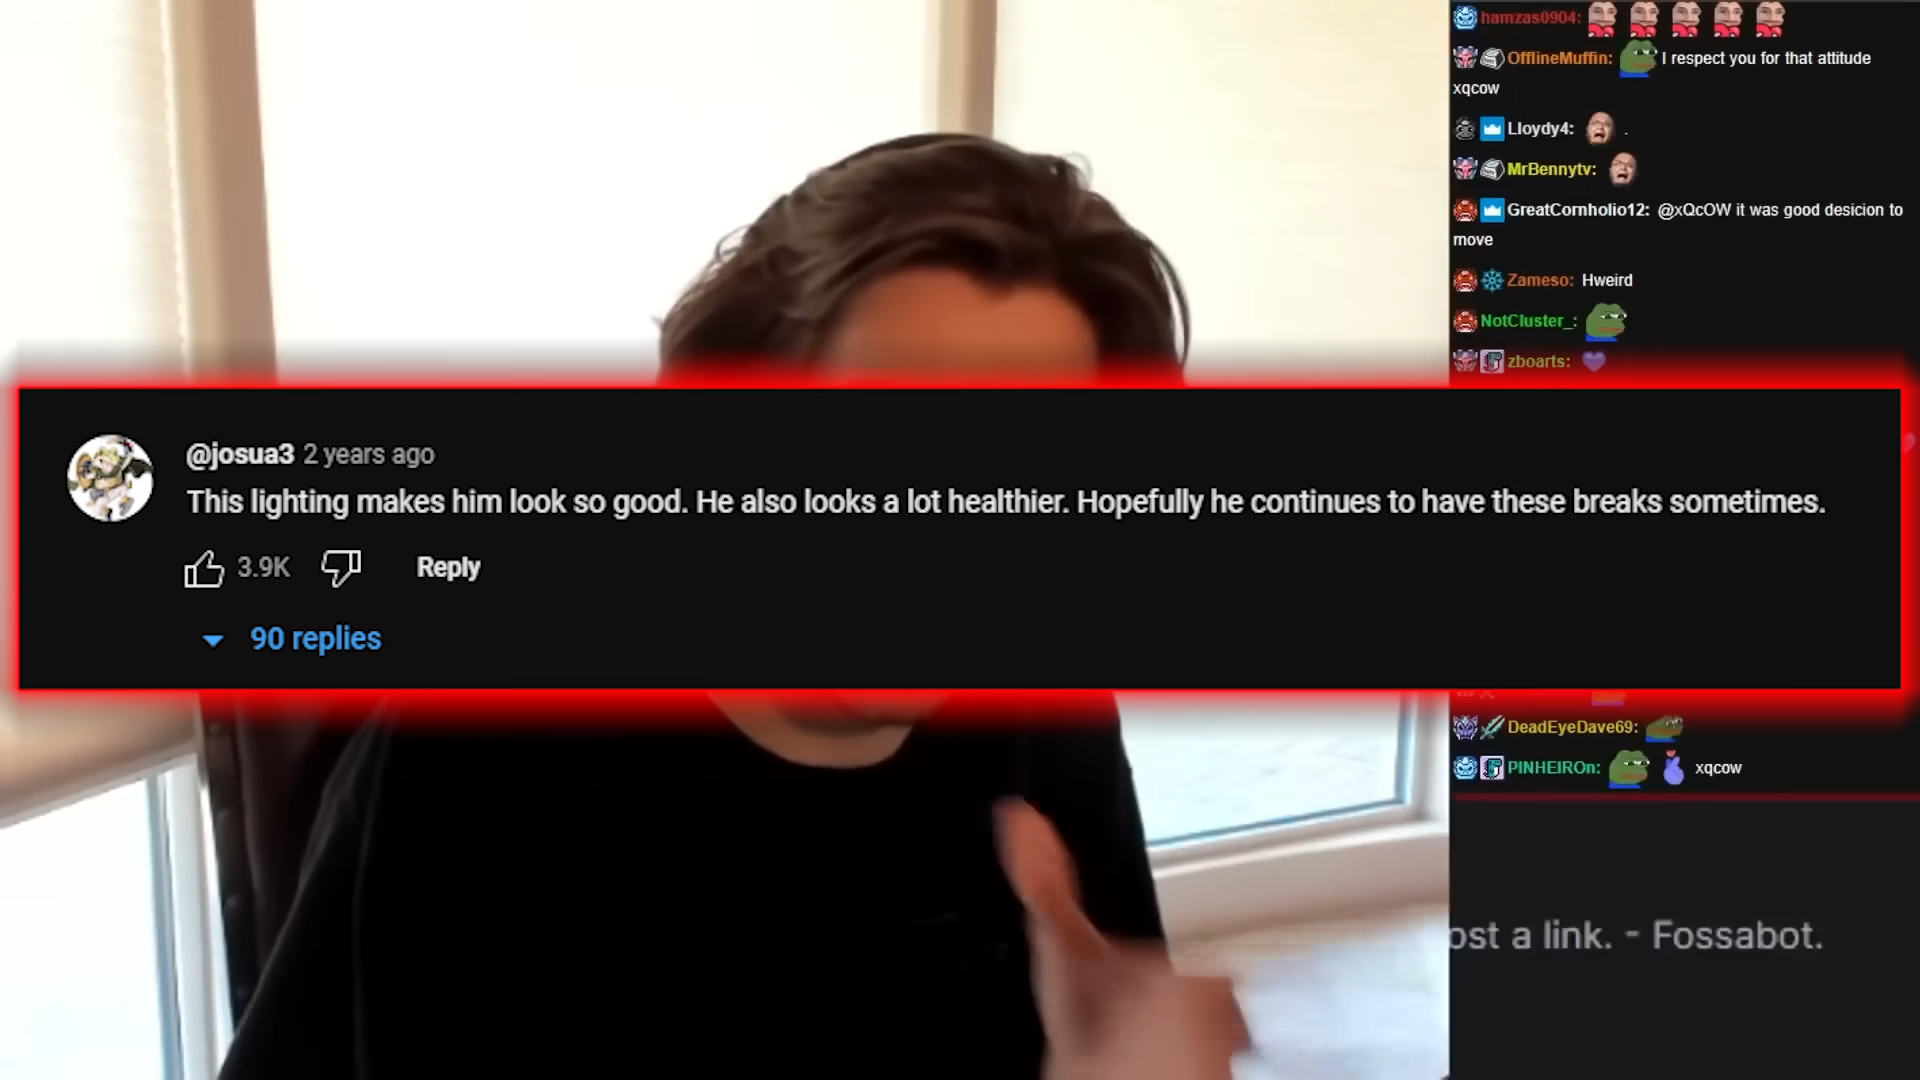 hamzas0904:
OfflineMuffin: I respect you for that attitude
xqcow
Lloydy4: .
MrBennytv:
GreatCornholio12: @xQcOW it was good desicion to
move
Zameso: Hweird
NotCluster_:
zboarts:
@josua3 2 years ago
This lighting makes him look so good. He also looks a lot healthier. Hopefully he continues to have these breaks sometimes.
3.9K Reply
90 replies
DeadEyeDave69:
PINHEIROn: xqcow
ost a link. - Fossabot.